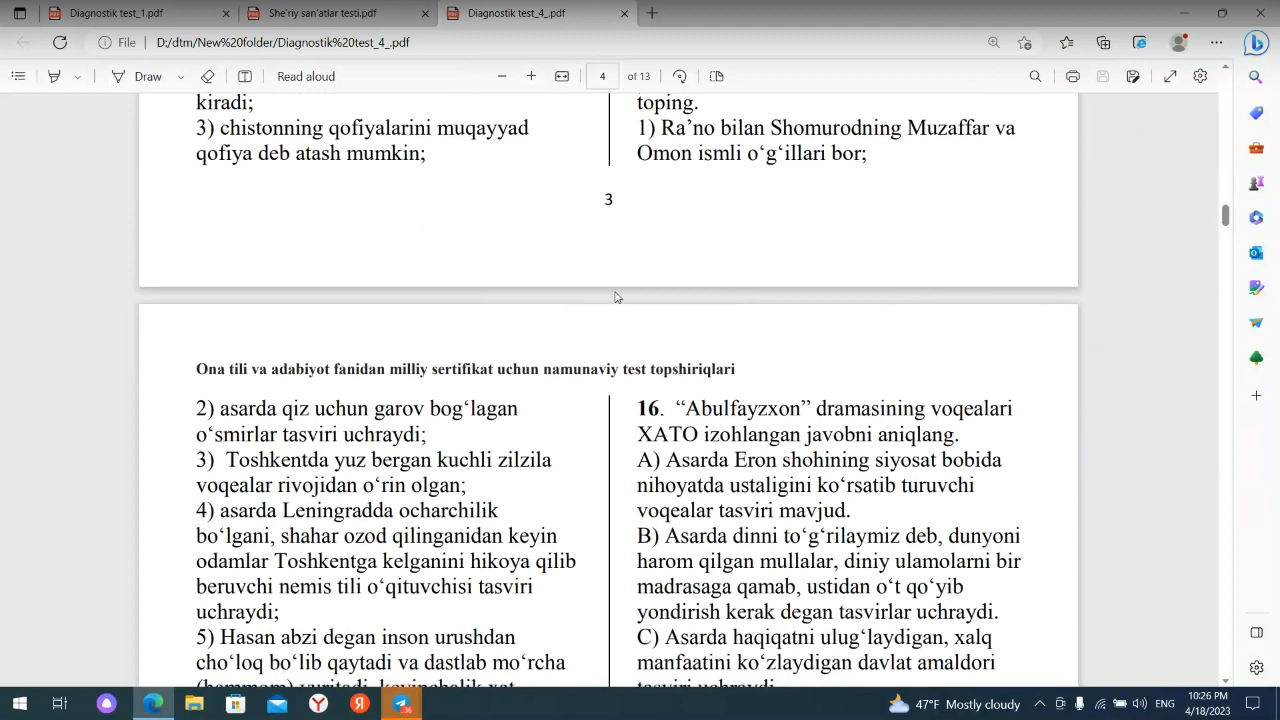 Diagnostik test_1.pdf
She'riy san'atlar testi.pdf
Diagnostik test_4_.pdf
File
D:/dtm/New%20folder/Diagnostik%20test_4_.pdf
Draw
Read aloud
4
of 13
kiradi;
3) chistonning qofiyalarini muqayyad
qofiya deb atash mumkin;
toping.
1) Ra’no bilan Shomurodning Muzaffar va
Omon ismli o‘g‘illari bor;
3
Ona tili va adabiyot fanidan milliy sertifikat uchun namunaviy test topshiriqlari
2) asarda qiz uchun garov bog‘lagan
o‘smirlar tasviri uchraydi;
3) Toshkentda yuz bergan kuchli zilzila
voqealar rivojidan o‘rin olgan;
4) asarda Leningradda ocharchilik
bo‘lgani, shahar ozod qilinganidan keyin
odamlar Toshkentga kelganini hikoya qilib
beruvchi nemis tili o‘qituvchisi tasviri
uchraydi;
5) Hasan abzi degan inson urushdan
cho‘loq bo‘lib qaytadi va dastlab mo‘rcha
16. “Abulfayzxon” dramasining voqealari
XATO izohlangan javobni aniqlang.
A) Asarda Eron shohining siyosat bobida
nihoyatda ustaligini ko‘rsatib turuvchi
voqealar tasviri mavjud.
B) Asarda dinni to‘g‘rilaymiz deb, dunyoni
harom qilgan mullalar, diniy ulamolarni bir
madrasaga qamab, ustidan o‘t qo‘yib
yondirish kerak degan tasvirlar uchraydi.
C) Asarda haqiqatni ulug‘laydigan, xalq
manfaatini ko‘zlaydigan davlat amaldori
tasviri uchraydi
47°F Mostly cloudy
ENG
10:26 PM
4/18/2023